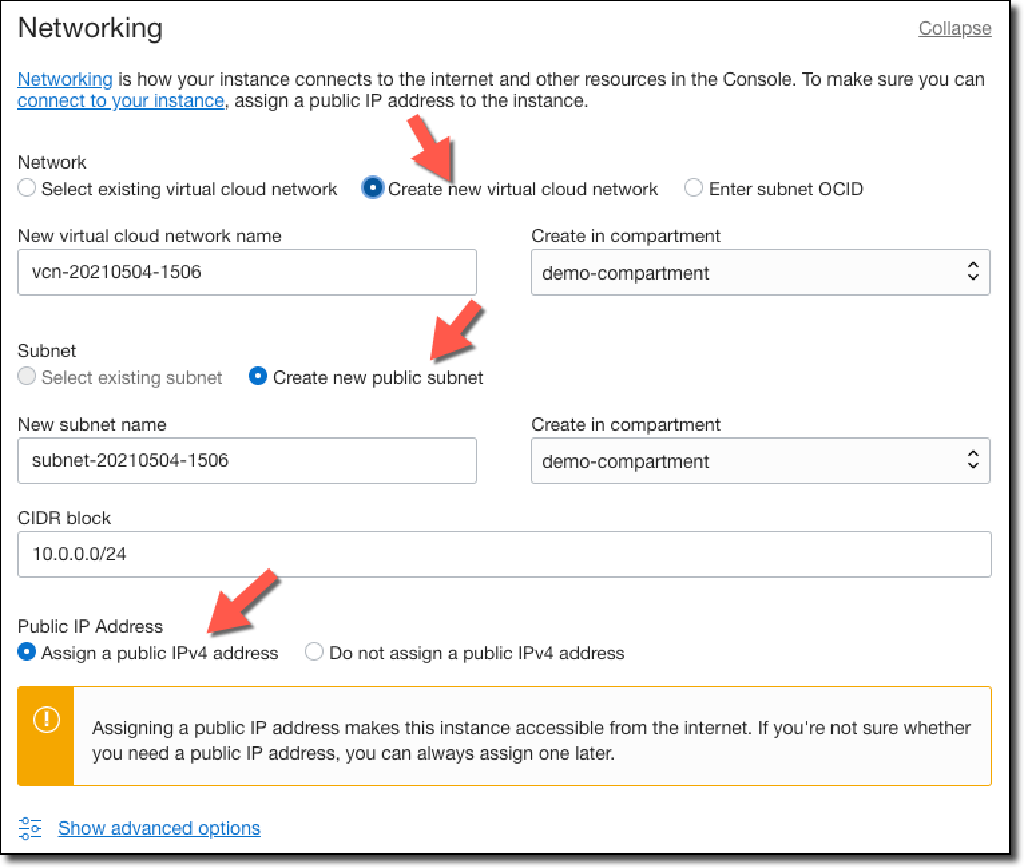 Networking
Collapse
Networking is how your instance connects to the internet and other resources in the Console. To make sure you can
connect to your instance, assign a public IP address to the instance.
Network
Select existing virtual cloud network
Create new virtual cloud network
Enter subnet OCID
New virtual cloud network name
Create in compartment
vcn-20210504-1506
demo-compartment
Subnet
Select existing subnet
Create new public subnet
New subnet name
Create in compartment
subnet-20210504-1506
demo-compartment
CIDR block
10.0.0.0/24
Public IP Address
Assign a public IPv4 address
Do not assign a public IPv4 address
Assigning a public IP address makes this instance accessible from the internet. If you're not sure whether
you need a public IP address, you can always assign one later.
Show advanced options